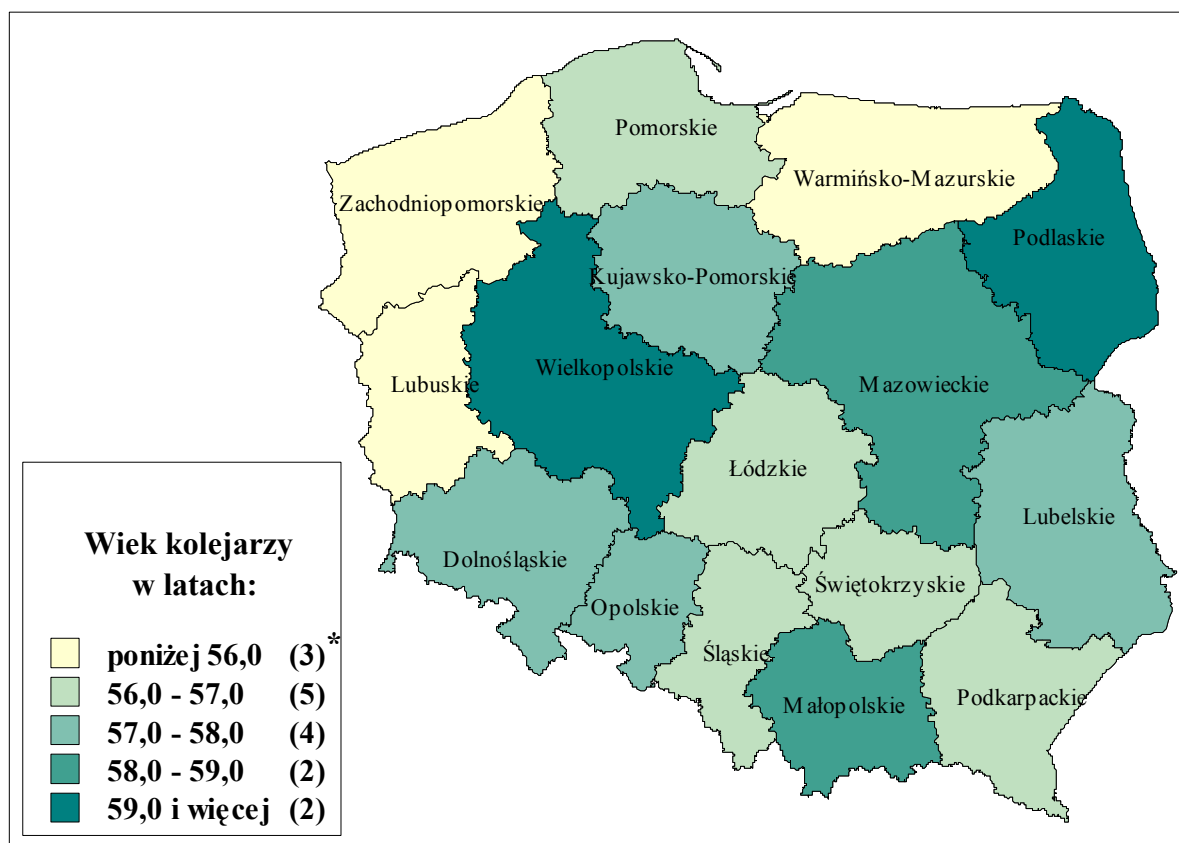 Pomorskie
Warmińsko-Mazurskie
Zachodniopomorskie
Podlaskie
Kujawsko-Pomorskie
Wielkopolskie
Mazowieckie
Lubuskie
Łódzkie
Lubelskie
Dolnośląskie
Świętokrzyskie
Opolskie
Śląskie
Podkarpackie
Małopolskie
Wiek kolejarzy
w latach:
poniżej 56,0 (3)*
56,0 - 57,0 (5)
57,0 - 58,0 (4)
58,0 - 59,0 (2)
59,0 i więcej (2)